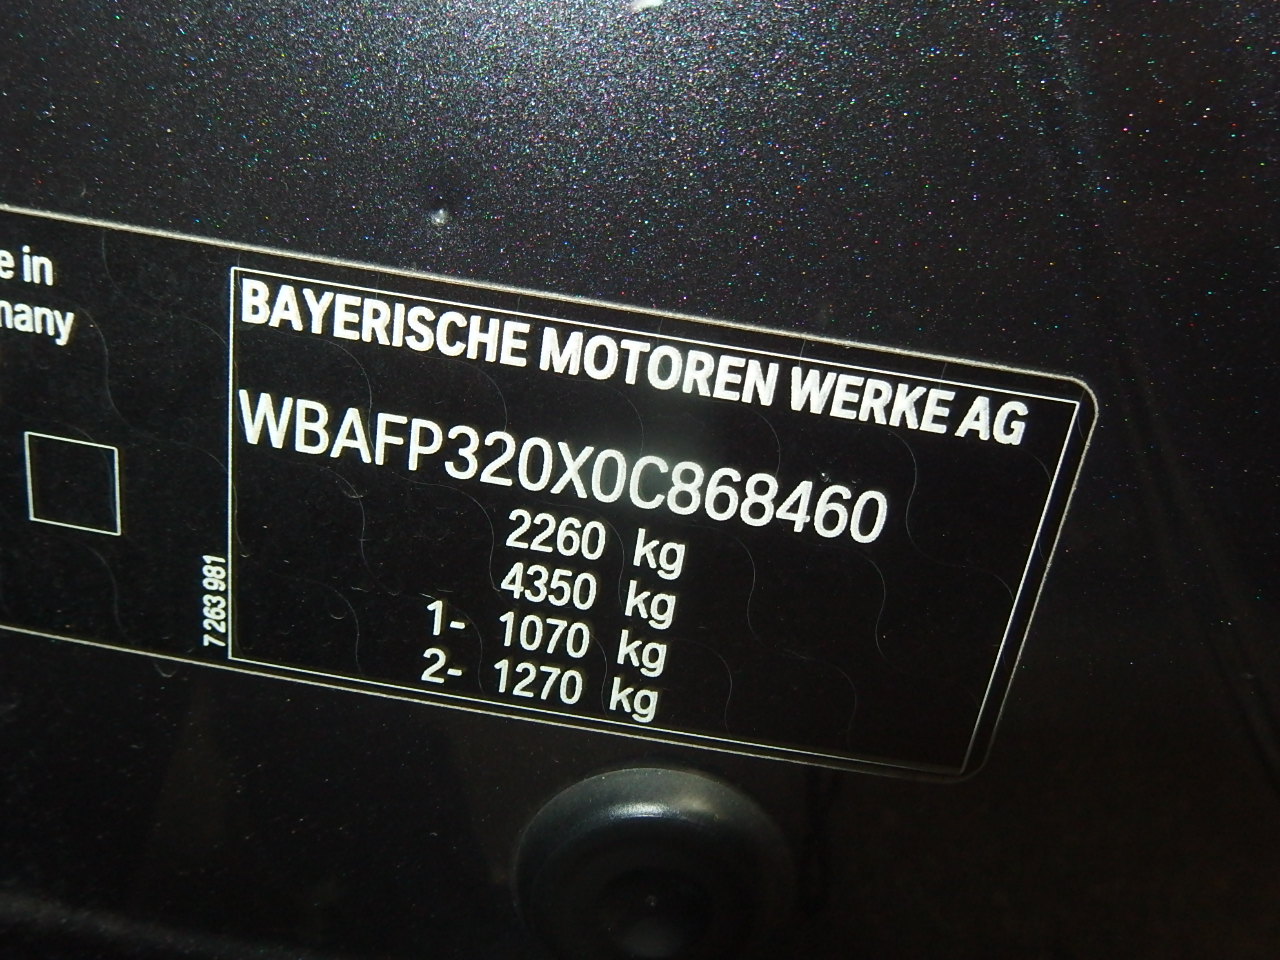 e in
many
BAYERISCHE MOTOREN WERKE AG
WBAFP320X0C868460
2260 kg
4350 kg
1- 1070 kg
2- 1270 kg
7 263 981